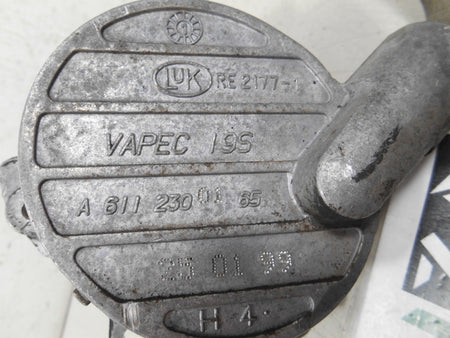 LUK RE 2177-1
VAPEC 19S
A 611 230 01 65
25 01 99
H 4